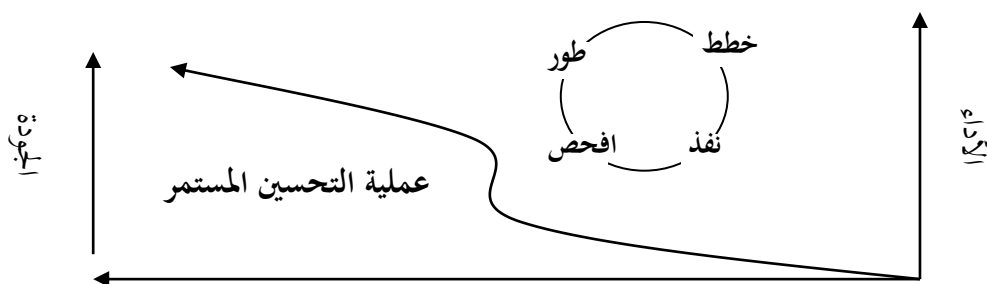 خطط
طور
نفذ
افحص
عملية التحسين المستمر
الأداء
الجودة